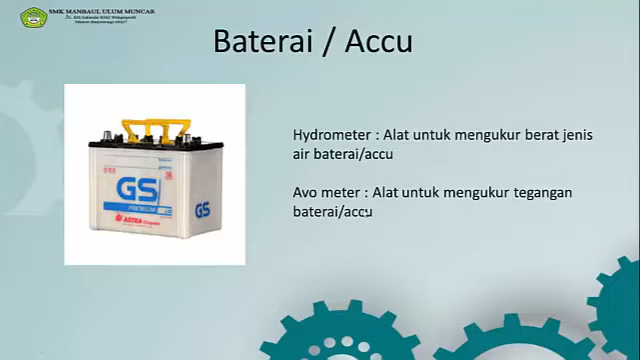 SMK MANBAUL ULUM MUNCAR
Baterai / Accu
Hydrometer : Alat untuk mengukur berat jenis
air baterai/accu
Avo meter : Alat untuk mengukur tegangan
baterai/accu
GS
PREMIUM
GS
ASTRA